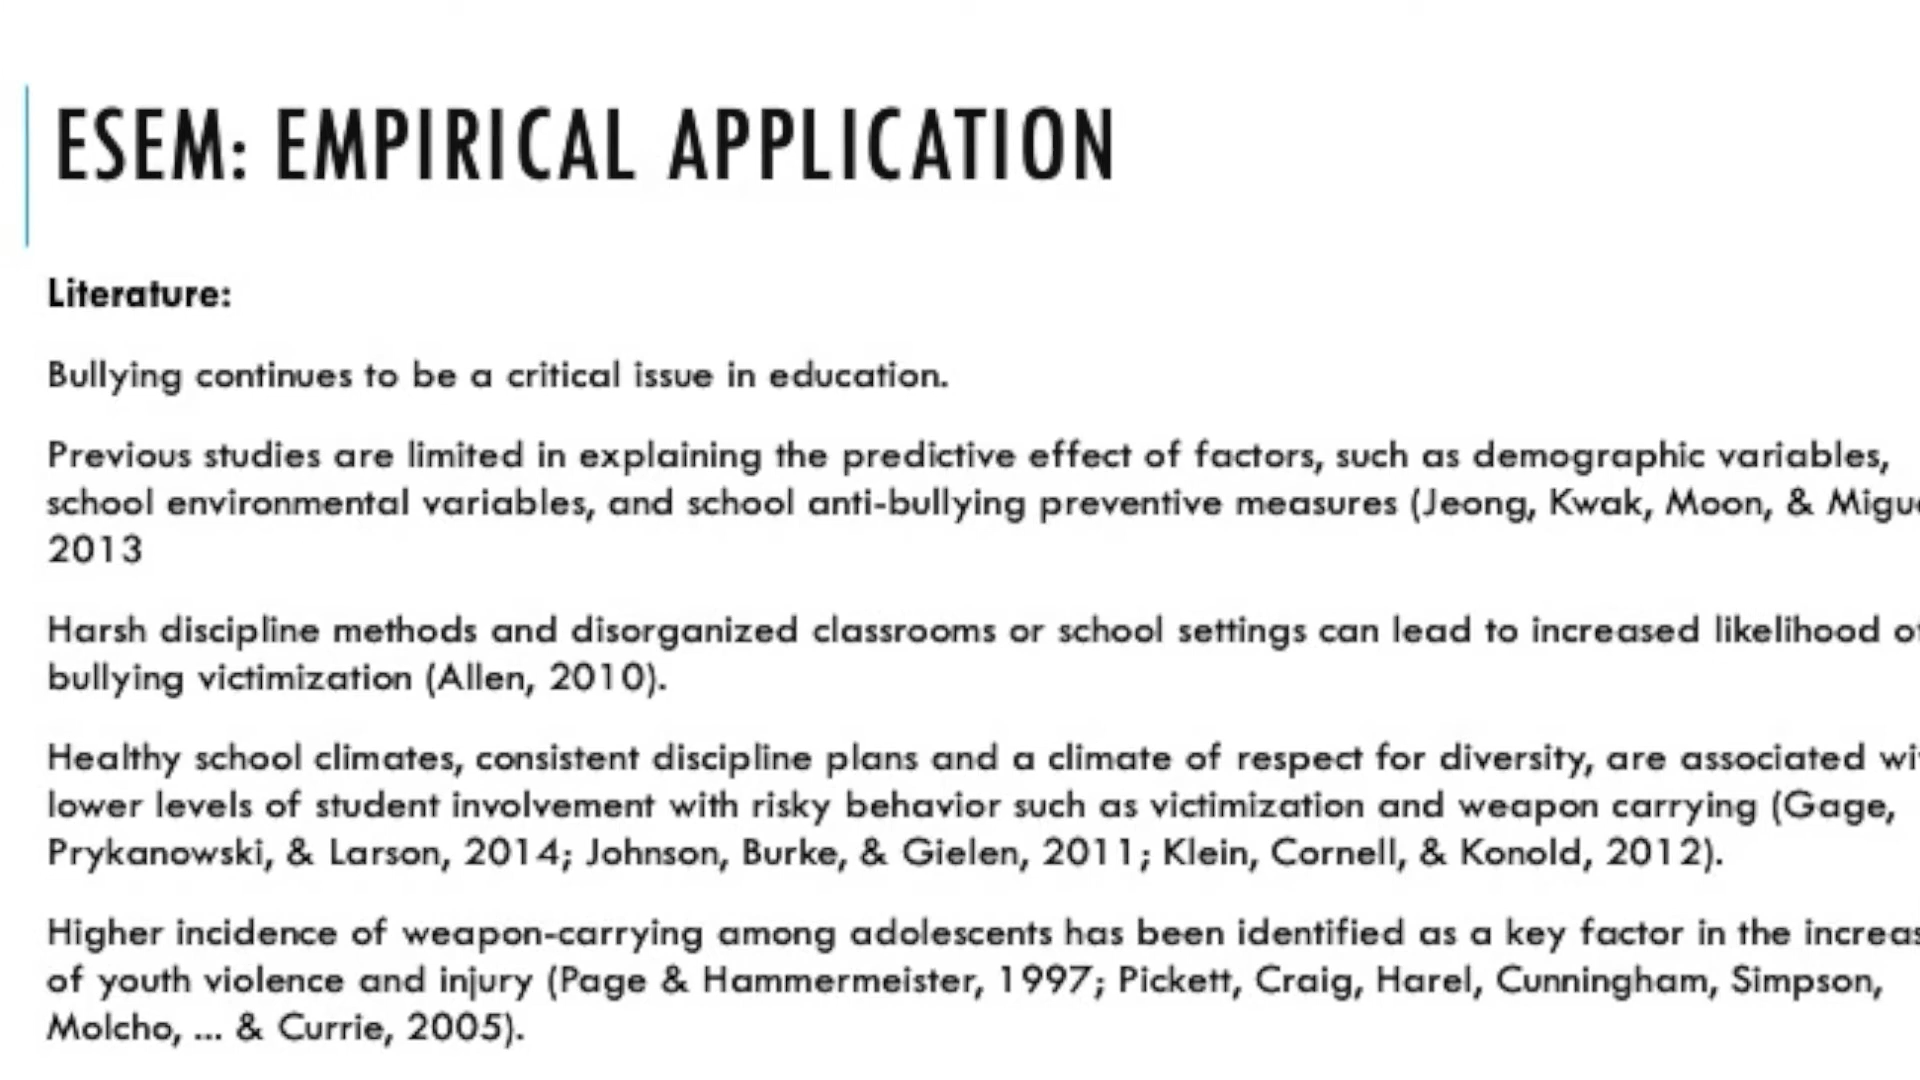 ESEM: EMPIRICAL APPLICATION
Literature:
Bullying continues to be a critical issue in education.
Previous studies are limited in explaining the predictive effect of factors, such as demographic variables,
school environmental variables, and school anti-bullying preventive measures (Jeong, Kwak, Moon, &
2013
Harsh discipline methods and disorganized classrooms or school settings can lead to increased likelihood
bullying victimization (Allen, 2010).
Healthy school climates, consistent discipline plans and a climate of respect for diversity, are associated
lower levels of student involvement with risky behavior such as victimization and weapon carrying (Gage,
Prykanowski, & Larson, 2014; Johnson, Burke, & Gielen, 2011; Klein, Cornell, & Konold, 2012).
Higher incidence of weapon-carrying among adolescents has been identified as a key factor in the
of youth violence and injury (Page & Hammermeister, 1997; Pickett, Craig, Harel, Cunningham, Simpson,
Molcho, ... & Currie, 2005).